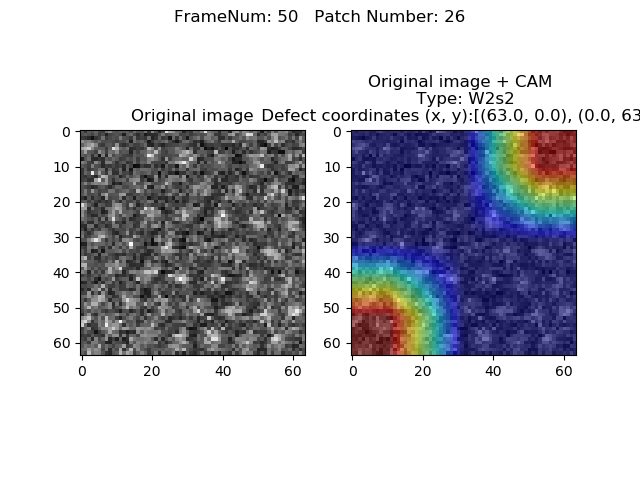 FrameNum: 50   Patch Number: 26
Original image + CAM
Type: W2s2
Original image
Defect coordinates (x, y):[(63.0, 0.0), (0.0, 63
0
10
20
30
40
50
60
0 20 40 60
0
10
20
30
40
50
60
0 20 40 60